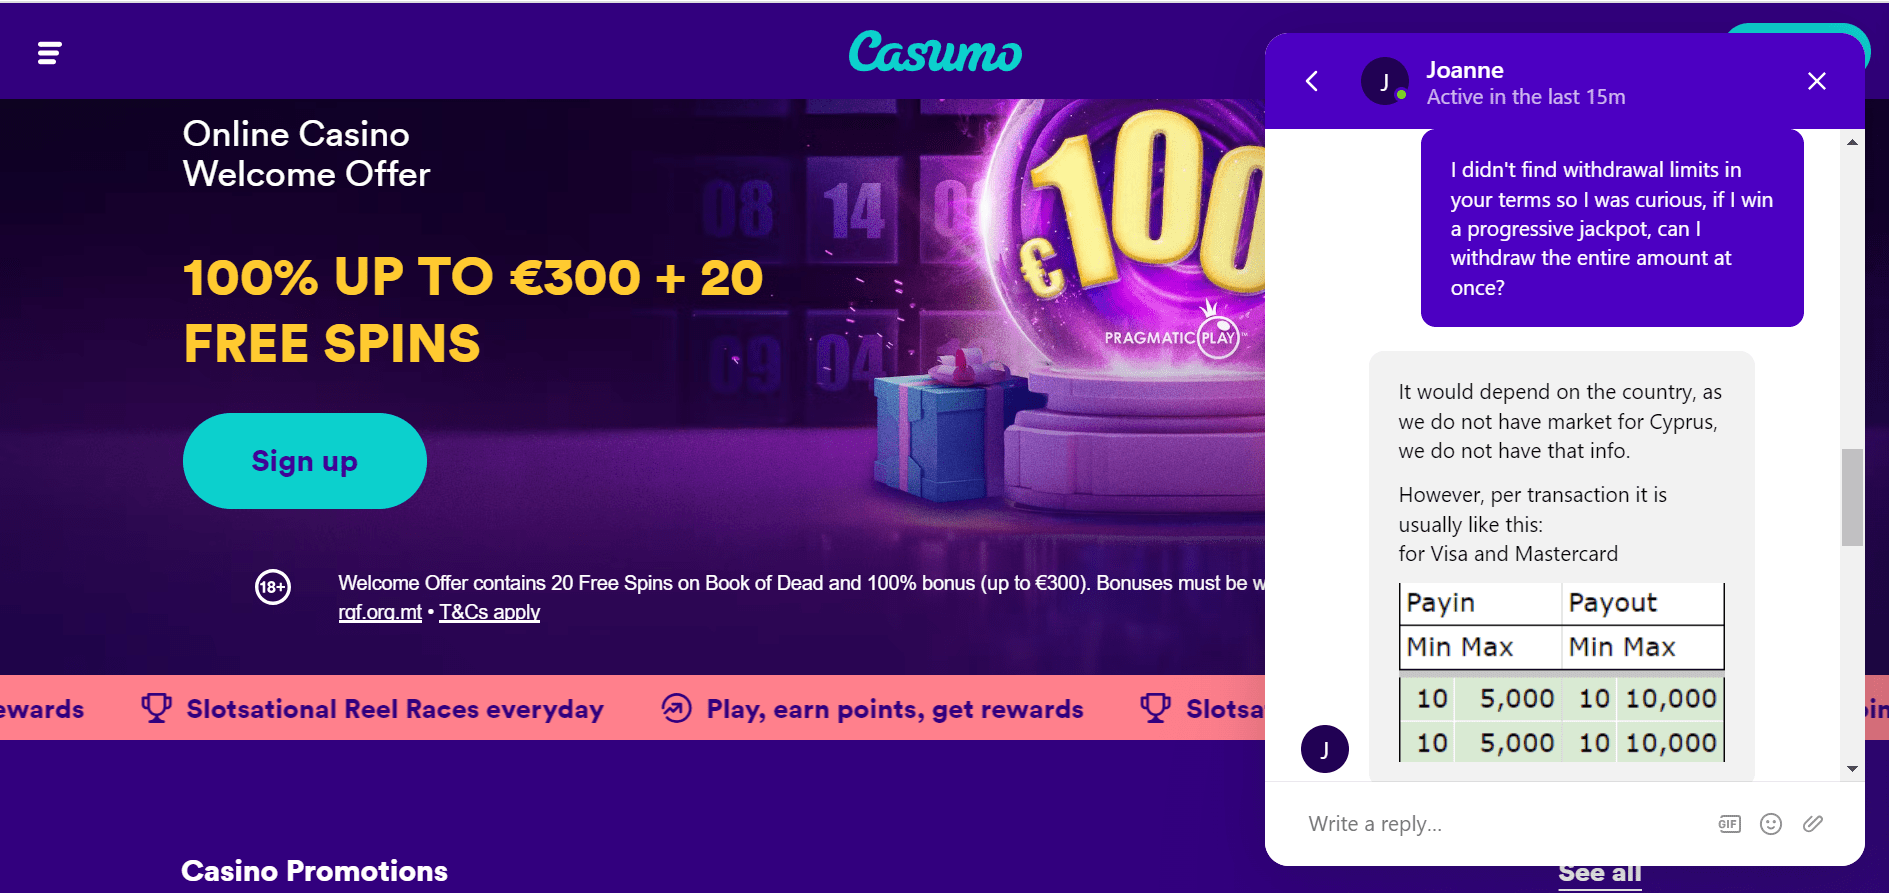 Casumo
Online Casino
Welcome Offer
100% UP TO €300 + 20
FREE SPINS
Sign up
08 14
09 04
€100
PRAGMATIC PLAY
18+
Welcome Offer contains 20 Free Spins on Book of Dead and 100% bonus (up to €300). Bonuses must be
rgf.org.mt • T&Cs apply
Slotsational Reel Races everyday
Play, earn points, get rewards
Casino Promotions
See all
J
Joanne
Active in the last 15m
I didn't find withdrawal limits in
your terms so I was curious, if I win
a progressive jackpot, can I
withdraw the entire amount at
once?
It would depend on the country, as
we do not have market for Cyprus,
we do not have that info.
However, per transaction it is
usually like this:
for Visa and Mastercard
Payin Payout
Min Max Min Max
10 5,000 10 10,000
10 5,000 10 10,000
J
Write a reply...
GIF